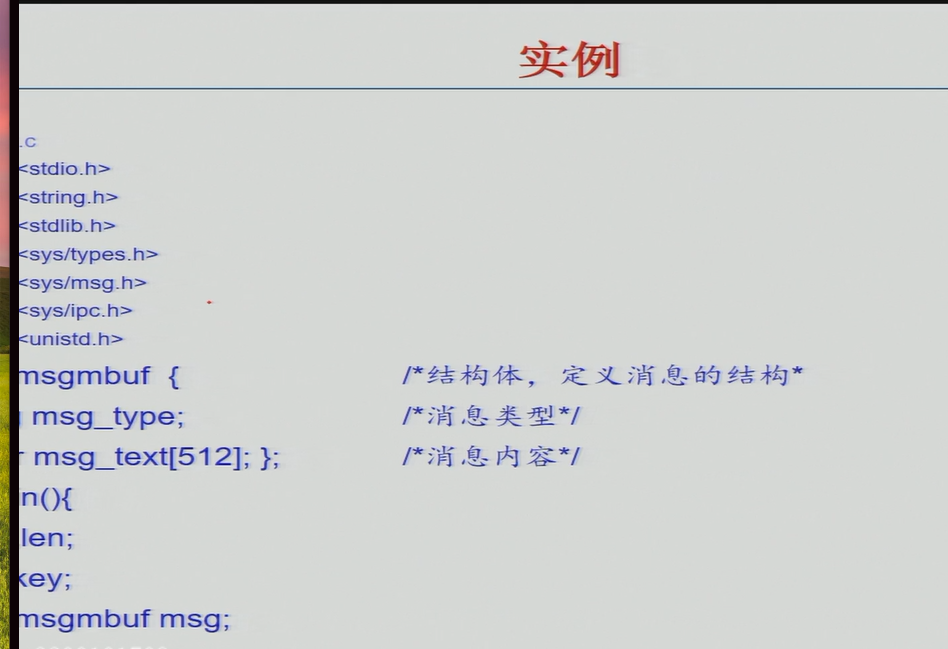 实例
.c
<stdio.h>
<string.h>
<stdlib.h>
<sys/types.h>
<sys/msg.h>
<sys/ipc.h>
<unistd.h>
msgmbuf { /*结构体，定义消息的结构*
msg_type; /*消息类型*/
msg_text[512]; }; /*消息内容*/
n(){
len;
key;
msgmbuf msg;